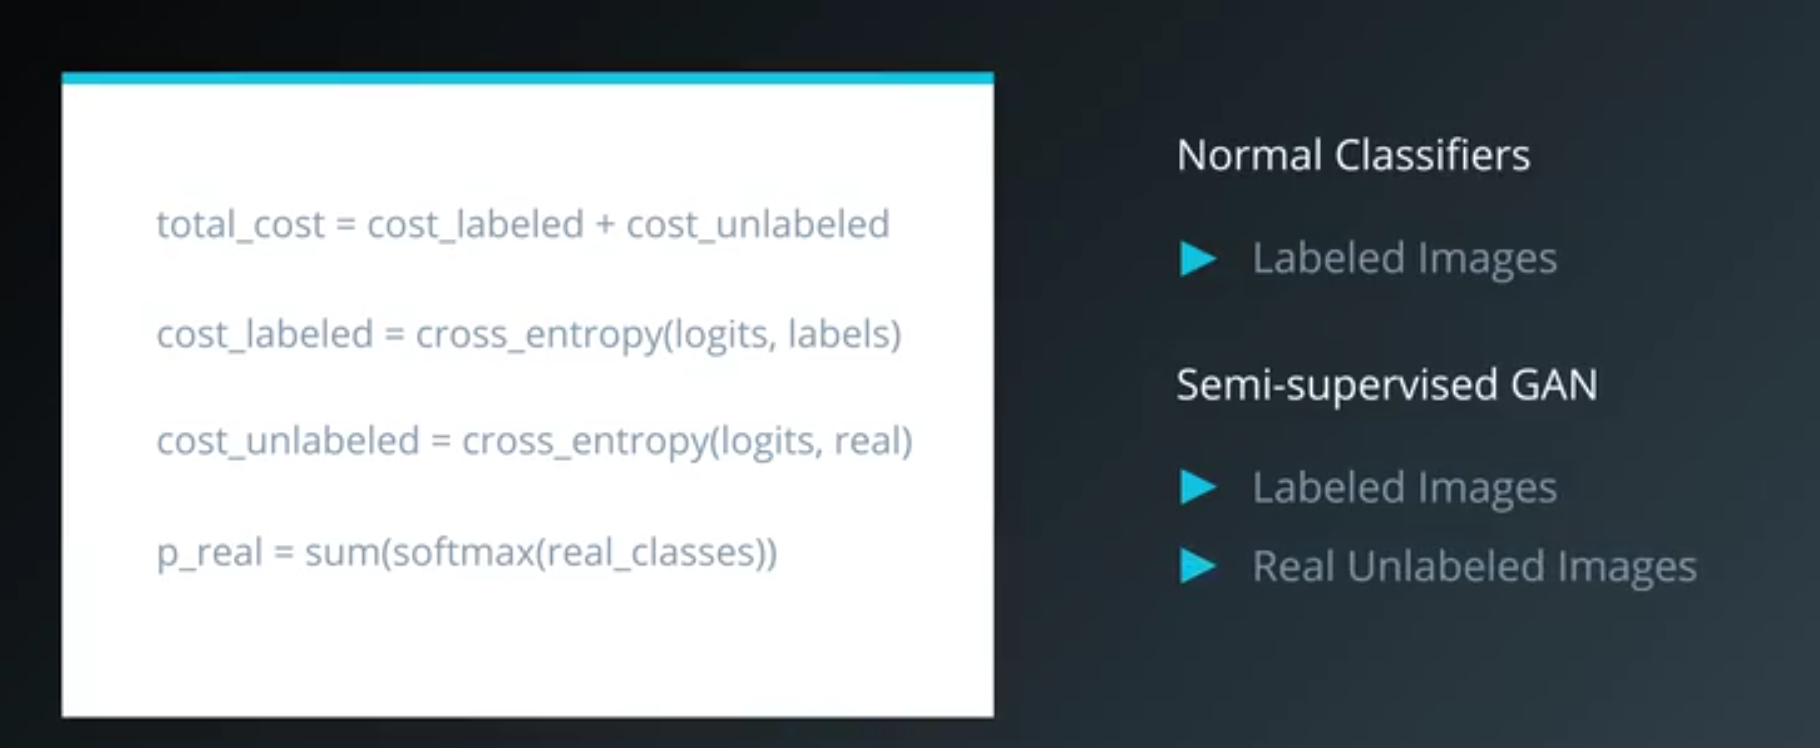 total_cost = cost_labeled + cost_unlabeled
cost_labeled = cross_entropy(logits, labels)
cost_unlabeled = cross_entropy(logits, real)
p_real = sum(softmax(real_classes))
Normal Classifiers
Labeled Images
Semi-supervised GAN
Labeled Images
Real Unlabeled Images